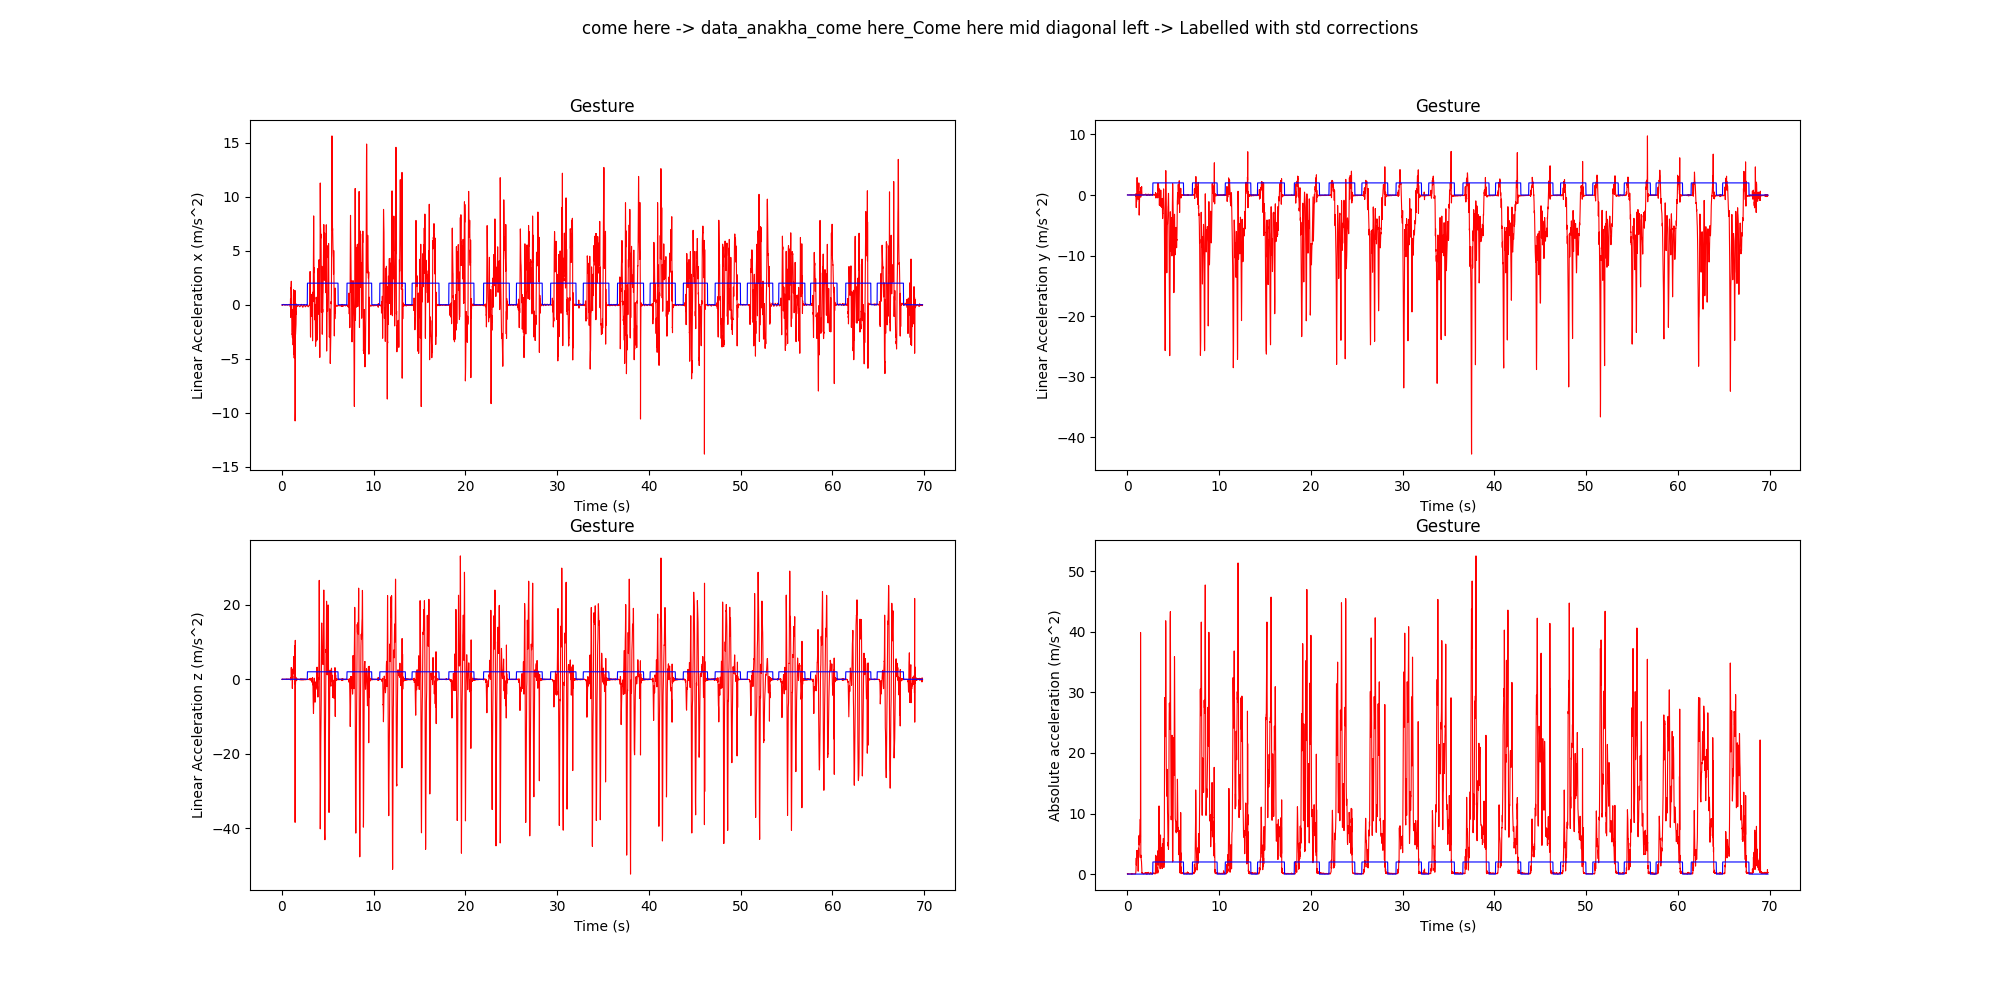 come here -> data_anakha_come here_Come here mid diagonal left -> Labelled with std corrections
Gesture
Linear Acceleration x (m/s^2)
15
10
5
0
−5
−10
−15
0 10 20 30 40 50 60 70
Time (s)
Gesture
Linear Acceleration y (m/s^2)
10
0
−10
−20
−30
−40
0 10 20 30 40 50 60 70
Time (s)
Gesture
Linear Acceleration z (m/s^2)
20
0
−20
−40
0 10 20 30 40 50 60 70
Time (s)
Gesture
Absolute acceleration (m/s^2)
50
40
30
20
10
0
0 10 20 30 40 50 60 70
Time (s)